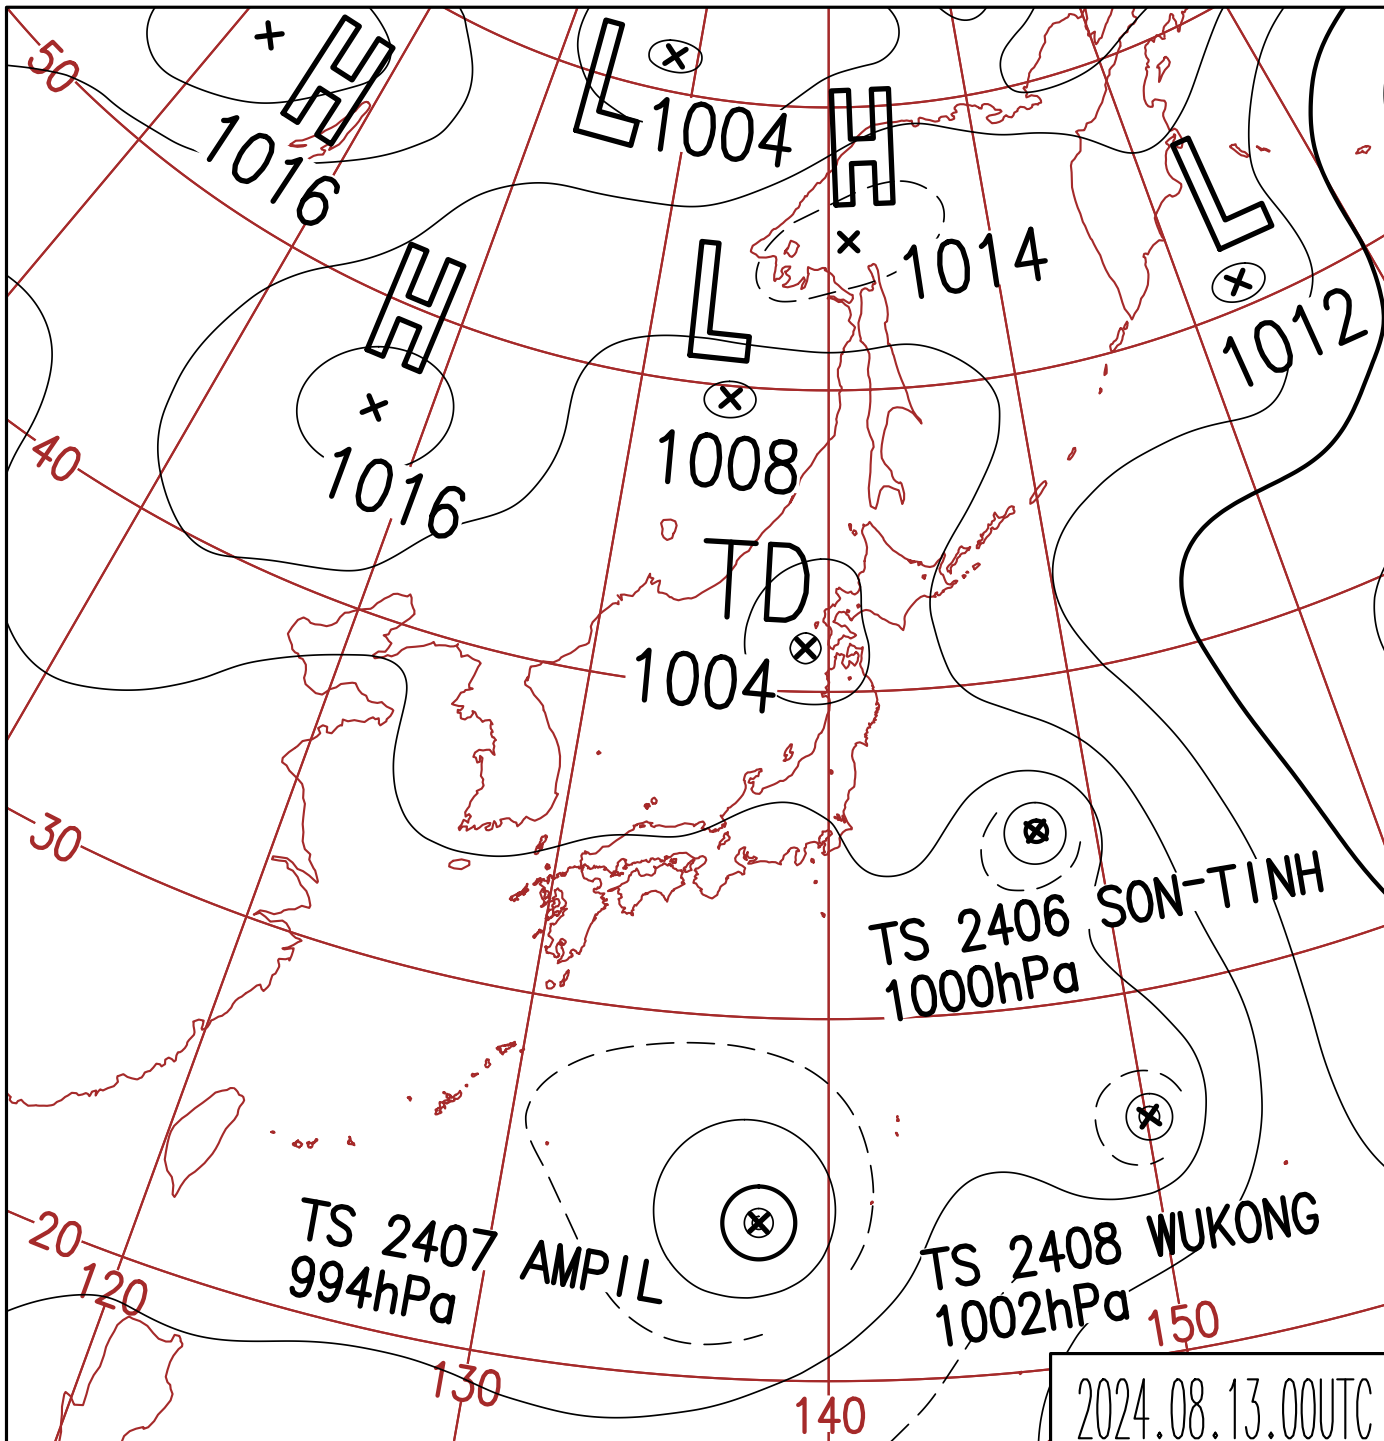 50
1016
H
L
1004
H
1014
L
1012
H
1016
L
1008
40
TD
1004
30
TS 2406 SON-TINH
1000hPa
TS 2407 AMPIL
994hPa
TS 2408 WUKONG
1002hPa
20
120
130
140
150
2024.08.13.00UTC